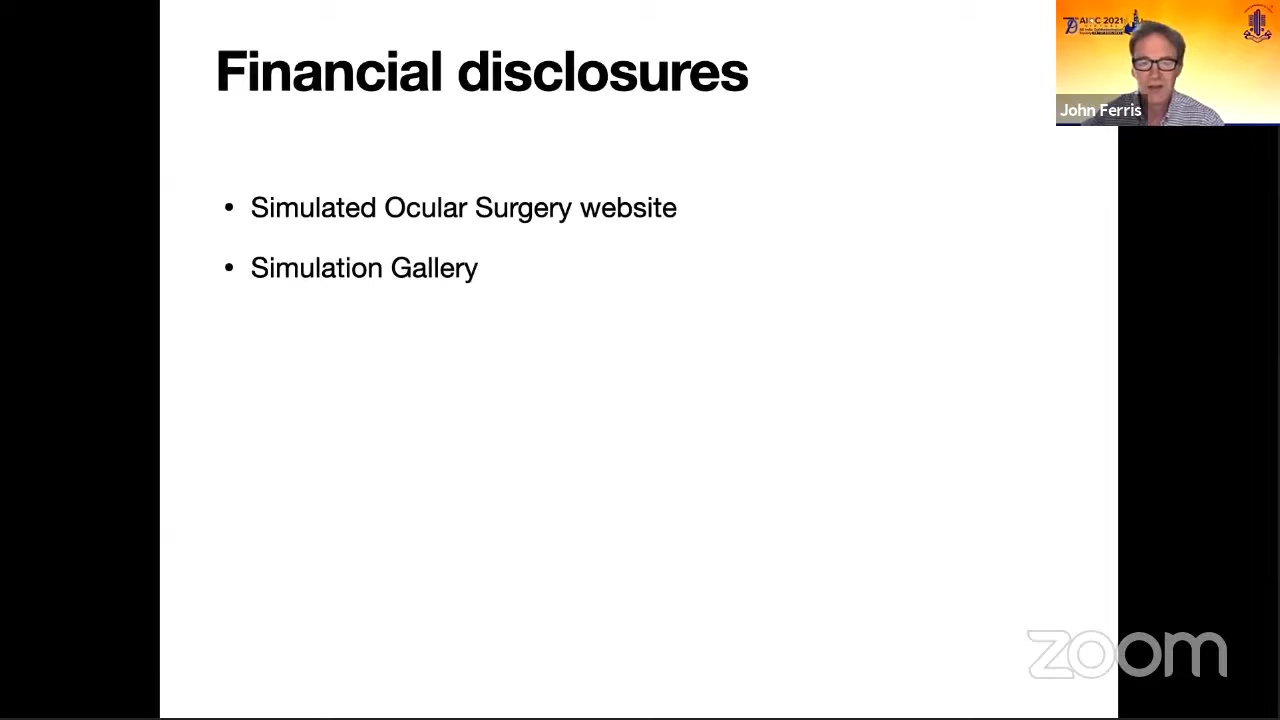 Financial disclosures
• Simulated Ocular Surgery website
• Simulation Gallery
AIOC 2021
John Ferris
zoom